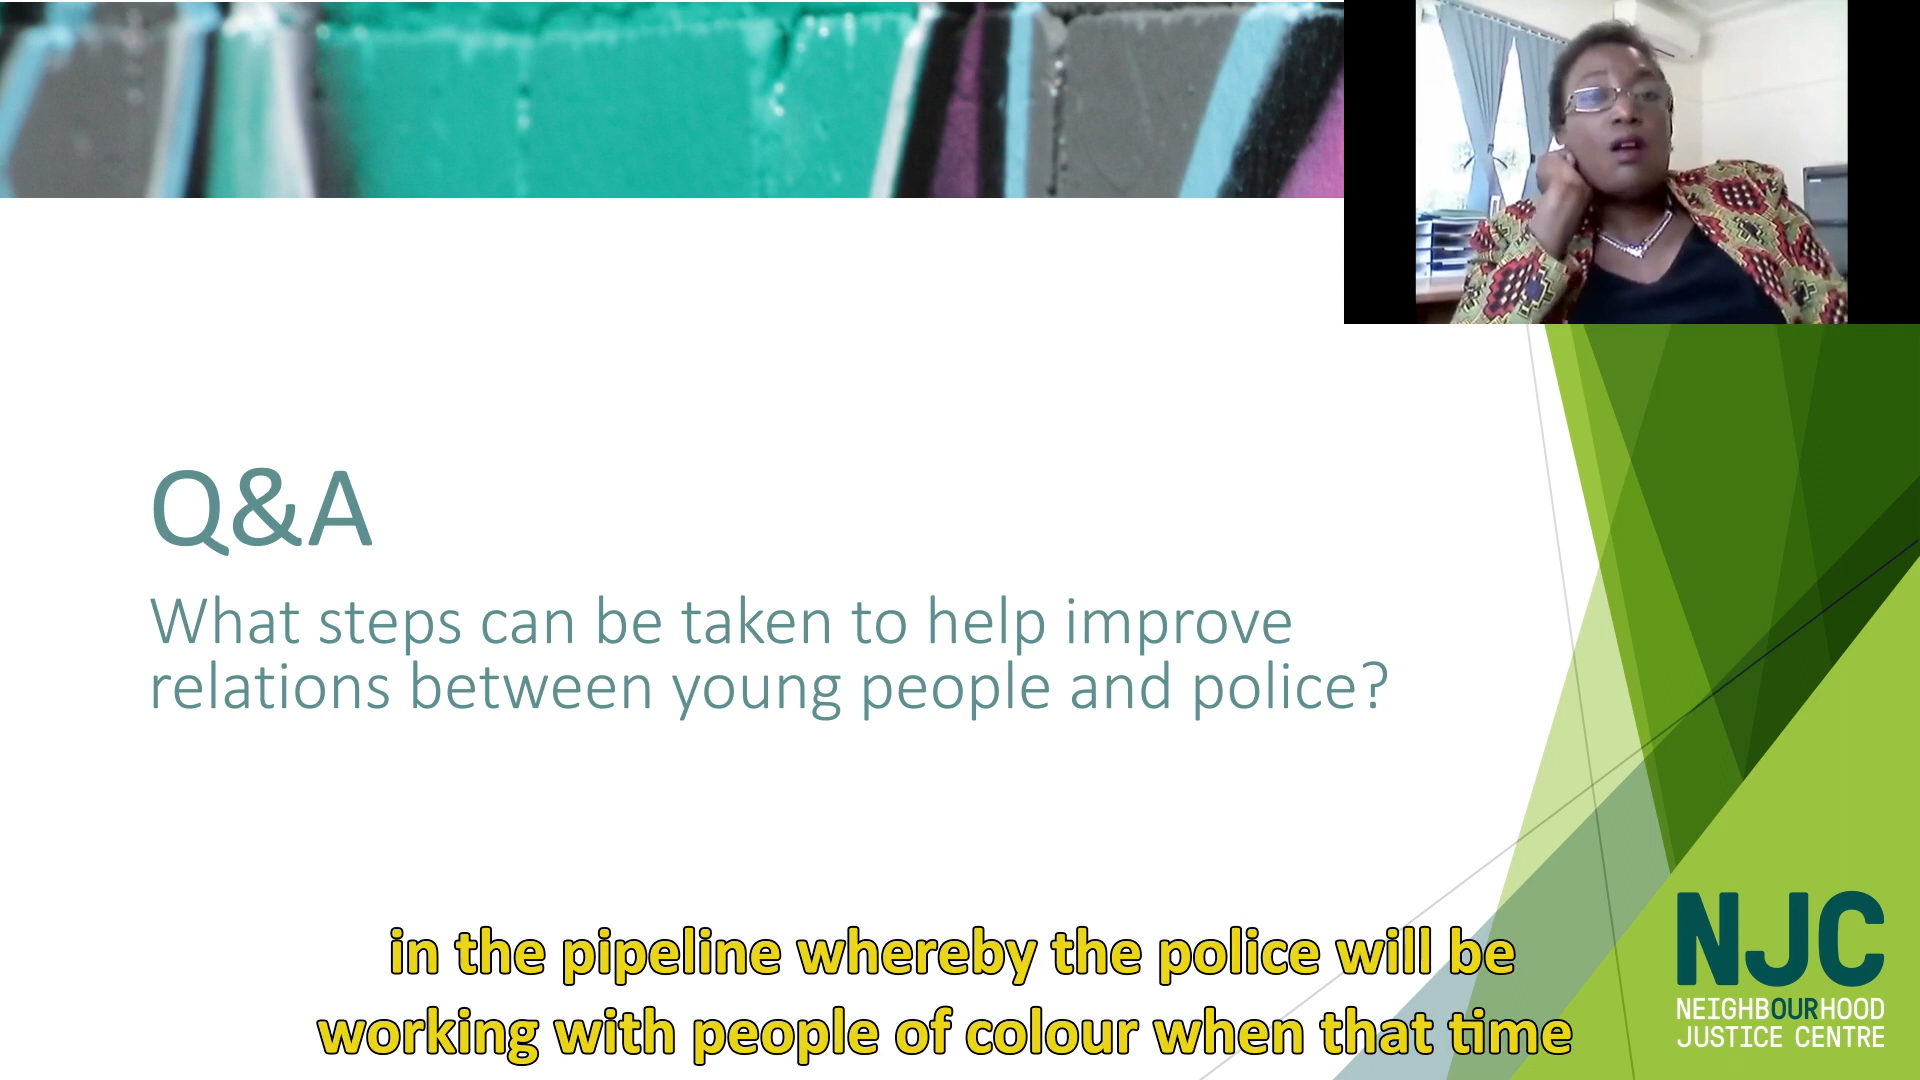 Q&A
What steps can be taken to help improve
relations between young people and police?
in the pipeline whereby the police will be
working with people of colour when that time
NJC
NEIGHBOURHOOD
JUSTICE CENTRE